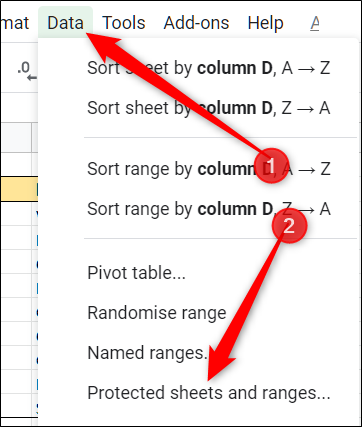 mat Data Tools Add-ons Help A
.0
Sort sheet by column D, A → Z
Sort sheet by column D, Z → A
1
Sort range by column D, A → Z
Sort range by column D, Z → A
2
Pivot table...
Randomise range
Named ranges..
Protected sheets and ranges...